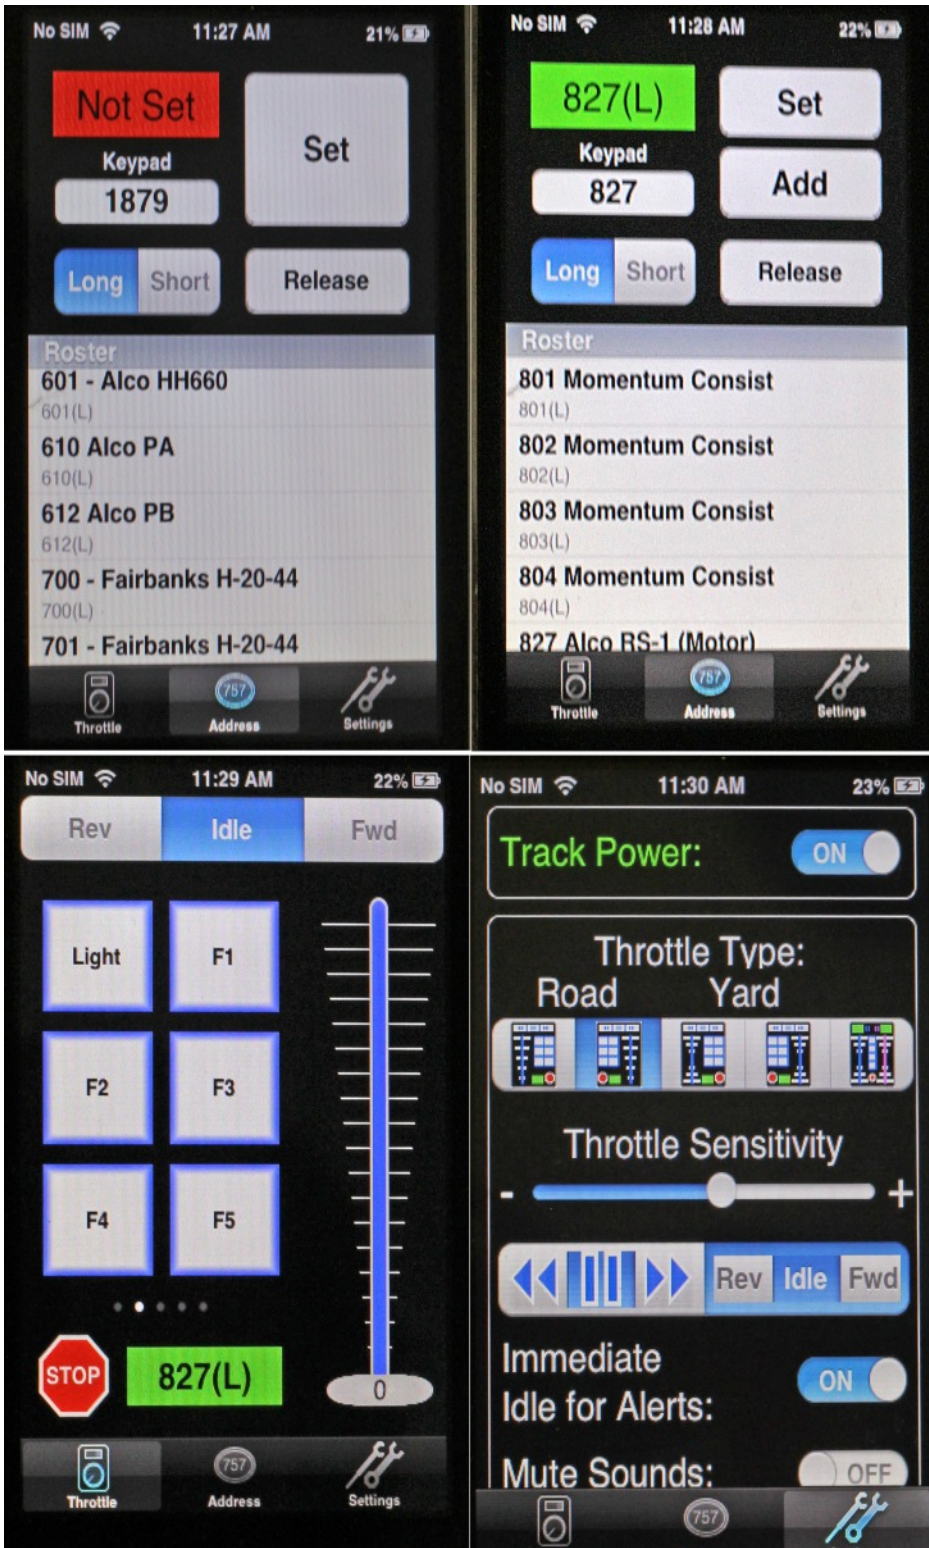 No SIM 11:27 AM 21%
Not Set
Set
Keypad
1879
Long Short
Release
Roster
601 - Alco HH660
601(L)
610 Alco PA
610(L)
612 Alco PB
612(L)
700 - Fairbanks H-20-44
700(L)
701 - Fairbanks H-20-44
757
Throttle Address Settings
No SIM 11:28 AM 22%
827(L)
Set
Keypad
827
Add
Long Short
Release
Roster
801 Momentum Consist
801(L)
802 Momentum Consist
802(L)
803 Momentum Consist
803(L)
804 Momentum Consist
804(L)
827 Alco RS-1 (Motor)
757
Throttle Address Settings
No SIM 11:29 AM 22%
Rev Idle Fwd
Light F1
F2 F3
F4 F5
STOP 827(L)
0
757
Throttle Address Settings
No SIM 11:30 AM 23%
Track Power: ON
Throttle Type:
Road Yard
Throttle Sensitivity
- +
Rev Idle Fwd
Immediate
Idle for Alerts: ON
Mute Sounds: OFF
757